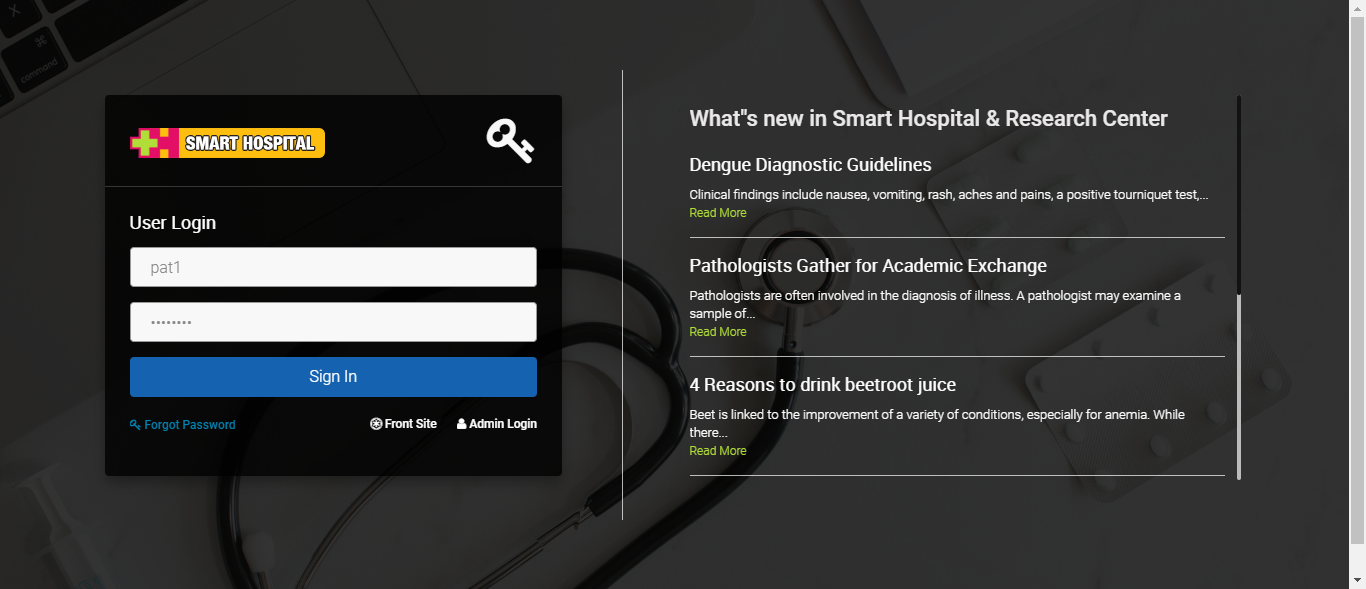 command
SMART HOSPITAL
User Login
pat1
••••••••
Sign In
Forgot Password
Front Site
Admin Login
What"s new in Smart Hospital & Research Center
Dengue Diagnostic Guidelines
Clinical findings include nausea, vomiting, rash, aches and pains, a positive tourniquet test,...
Read More
Pathologists Gather for Academic Exchange
Pathologists are often involved in the diagnosis of illness. A pathologist may examine a
sample of...
Read More
4 Reasons to drink beetroot juice
Beet is linked to the improvement of a variety of conditions, especially for anemia. While
there...
Read More